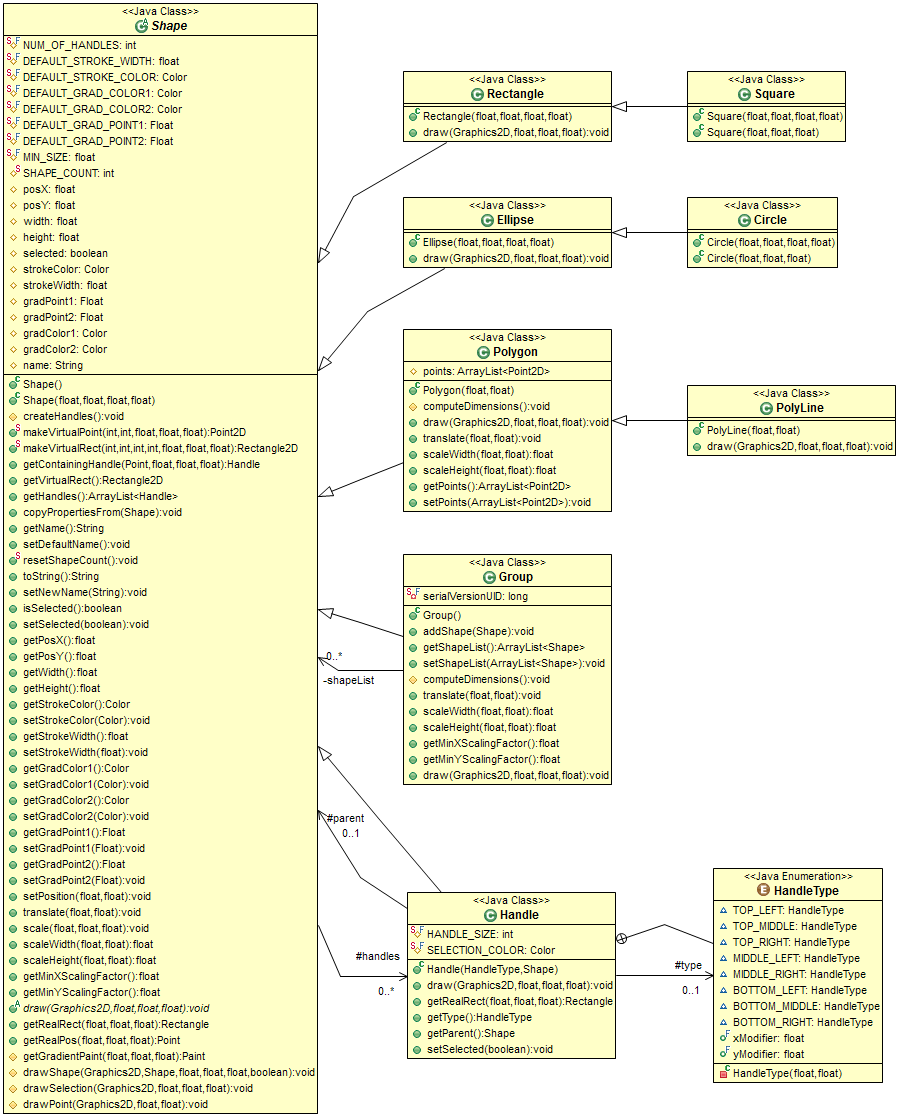 <<Java Class>>
Shape
NUM_OF_HANDLES: int
DEFAULT_STROKE_WIDTH: float
DEFAULT_STROKE_COLOR: Color
DEFAULT_GRAD_COLOR1: Color
DEFAULT_GRAD_COLOR2: Color
DEFAULT_GRAD_POINT1: Float
DEFAULT_GRAD_POINT2: Float
MIN_SIZE: float
SHAPE_COUNT: int
posX: float
posY: float
width: float
height: float
selected: boolean
strokeColor: Color
strokeWidth: float
gradPoint1: Float
gradPoint2: Float
gradColor1: Color
gradColor2: Color
name: String
Shape()
Shape(float,float,float,float)
createHandles():void
makeVirtualPoint(int,int,float,float,float):Point2D
makeVirtualRect(int,int,int,int,float,float,float):Rectangle2D
getContainingHandle(Point,float,float,float):Handle
getVirtualRect():Rectangle2D
getHandles():ArrayList<Handle>
copyPropertiesFrom(Shape):void
getName():String
setDefaultName():void
resetShapeCount():void
toString():String
setNewName(String):void
isSelected():boolean
setSelected(boolean):void
getPosX():float
getPosY():float
getWidth():float
getHeight():float
getStrokeColor():Color
setStrokeColor(Color):void
getStrokeWidth():float
setStrokeWidth(float):void
getGradColor1():Color
setGradColor1(Color):void
getGradColor2():Color
setGradColor2(Color):void
getGradPoint1():Float
setGradPoint1(Float):void
getGradPoint2():Float
setGradPoint2(Float):void
setPosition(float,float):void
translate(float,float):void
scale(float,float):void
scaleWidth(float,float):float
scaleHeight(float,float):float
getMinXScalingFactor():float
getMinYScalingFactor():float
draw(Graphics2D,float,float,float):void
getRealRect(float,float,float):Rectangle
getRealPos(float,float,float):Point
getGradientPaint(float,float,float):Paint
drawShape(Graphics2D,Shape,float,float,float,boolean):void
drawSelection(Graphics2D,float,float,float):void
drawPoint(Graphics2D,float,float):void
<<Java Class>>
Rectangle
Rectangle(float,float,float,float)
draw(Graphics2D,float,float,float):void
<<Java Class>>
Square
Square(float,float,float,float)
Square(float,float,float)
<<Java Class>>
Ellipse
Ellipse(float,float,float,float)
draw(Graphics2D,float,float,float):void
<<Java Class>>
Circle
Circle(float,float,float,float)
Circle(float,float,float)
<<Java Class>>
Polygon
points: ArrayList<Point2D>
Polygon(float,float)
computeDimensions():void
draw(Graphics2D,float,float,float):void
translate(float,float):void
scaleWidth(float,float):float
scaleHeight(float,float):float
getPoints():ArrayList<Point2D>
setPoints(ArrayList<Point2D>):void
<<Java Class>>
PolyLine
PolyLine(float,float)
draw(Graphics2D,float,float,float):void
<<Java Class>>
Group
serialVersionUID: long
Group()
addShape(Shape):void
getShapeList():ArrayList<Shape>
setShapeList(ArrayList<Shape>):void
computeDimensions():void
translate(float,float):void
scaleWidth(float,float):float
scaleHeight(float,float):float
getMinXScalingFactor():float
getMinYScalingFactor():float
draw(Graphics2D,float,float,float):void
0..*
-shapeList
#parent
0..1
#handles
0..*
<<Java Class>>
Handle
HANDLE_SIZE: int
SELECTION_COLOR: Color
Handle(HandleType,Shape)
draw(Graphics2D,float,float,float):void
getRealRect(float,float,float):Rectangle
getType():HandleType
getParent():Shape
setSelected(boolean):void
#type
0..1
<<Java Enumeration>>
HandleType
TOP_LEFT: HandleType
TOP_MIDDLE: HandleType
TOP_RIGHT: HandleType
MIDDLE_LEFT: HandleType
MIDDLE_RIGHT: HandleType
BOTTOM_LEFT: HandleType
BOTTOM_MIDDLE: HandleType
BOTTOM_RIGHT: HandleType
xModifier: float
yModifier: float
HandleType(float,float)